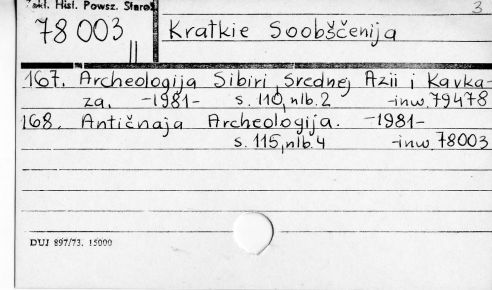 Zakł. Hist. Powsz. Staroż
3
78 003 || Kratkie Soobščenija
167. Archeologija Sibiri, Srednej Azii i Kavka-
za. -1981- s. 110, nlb. 2 -inw. 79478
168. Antičnaja Archeologija. -1981-
s. 115, nlb. 4 -inw. 78003
DUJ 897/73. 15000